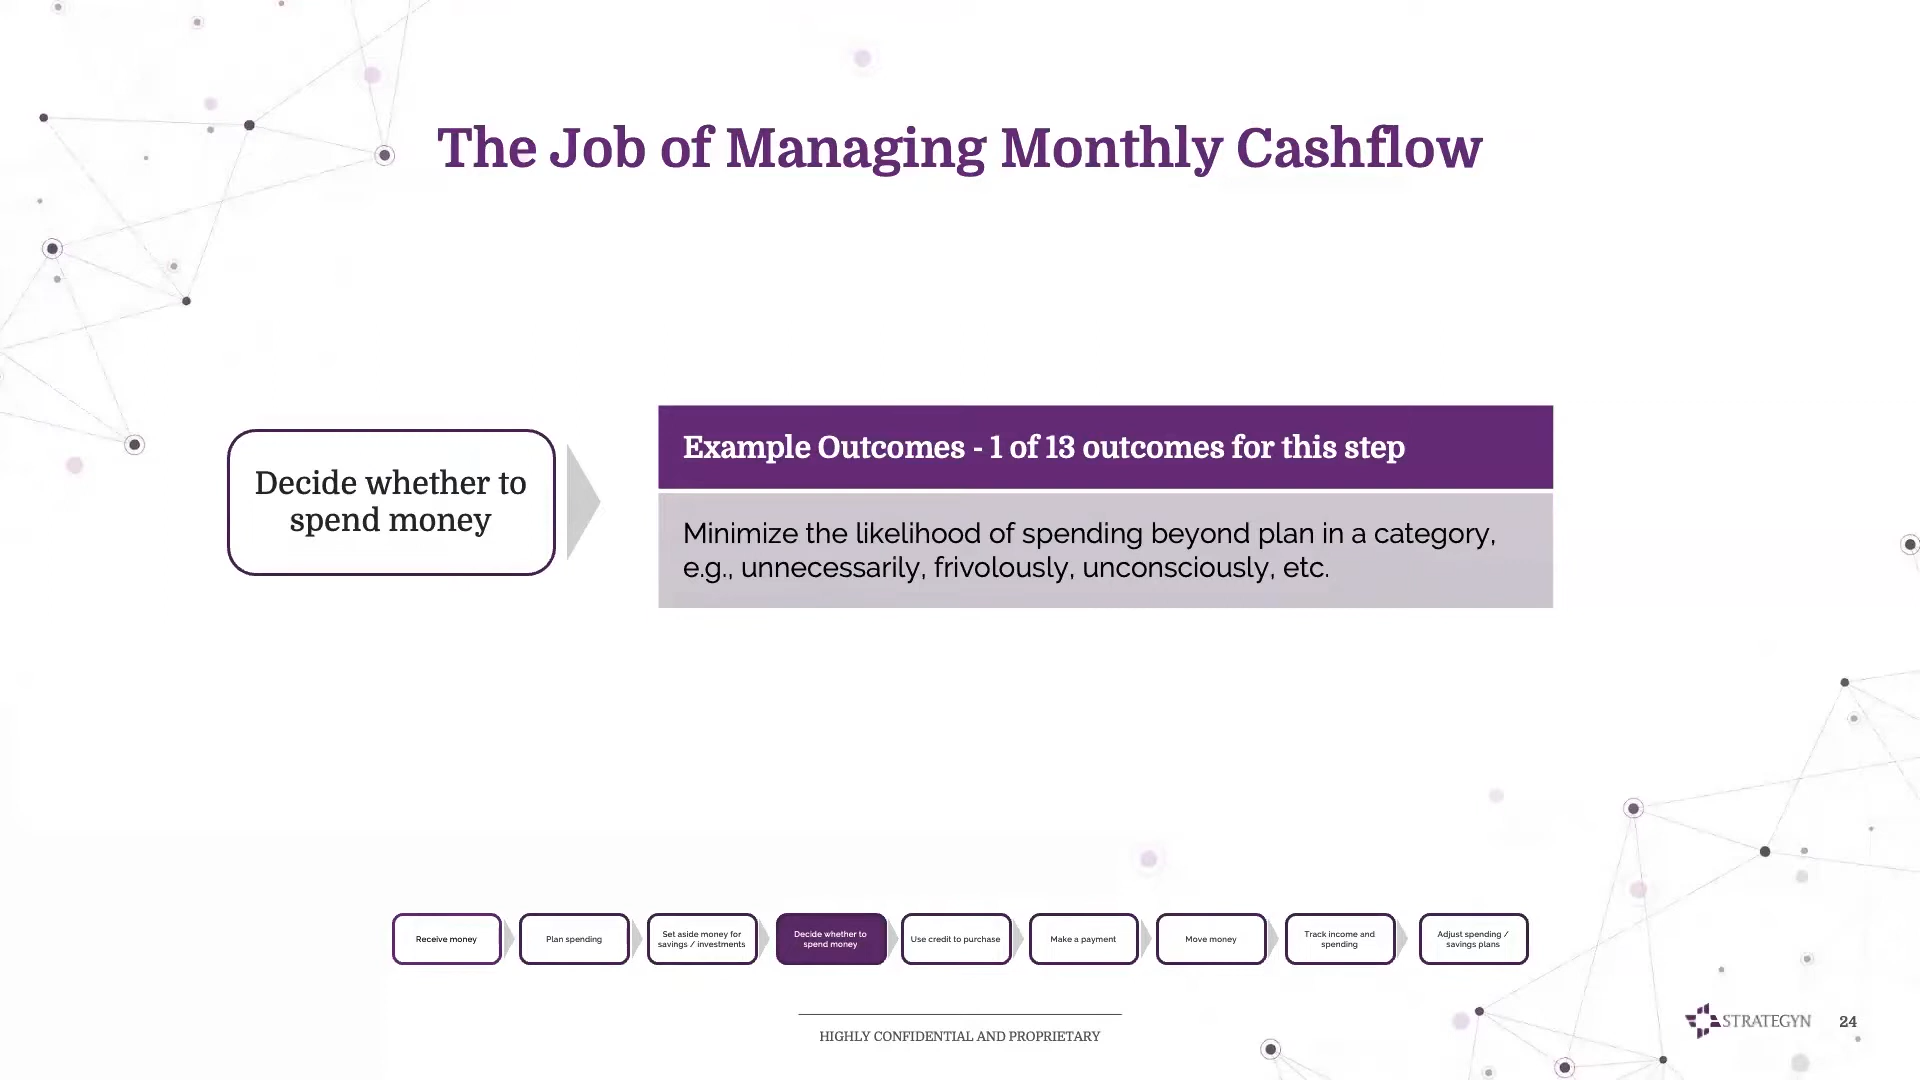 The Job of Managing Monthly Cashflow
Decide whether to
spend money
Example Outcomes - 1 of 13 outcomes for this step
Minimize the likelihood of spending beyond plan in a category,
e.g., unnecessarily, frivolously, unconsciously, etc.
Receive money
Plan spending
Set aside money for
savings / investments
Decide whether to
spend money
Use credit to purchase
Make a payment
Move money
Track income and
spending
Adjust spending /
savings plans
HIGHLY CONFIDENTIAL AND PROPRIETARY
STRATEGYN
24